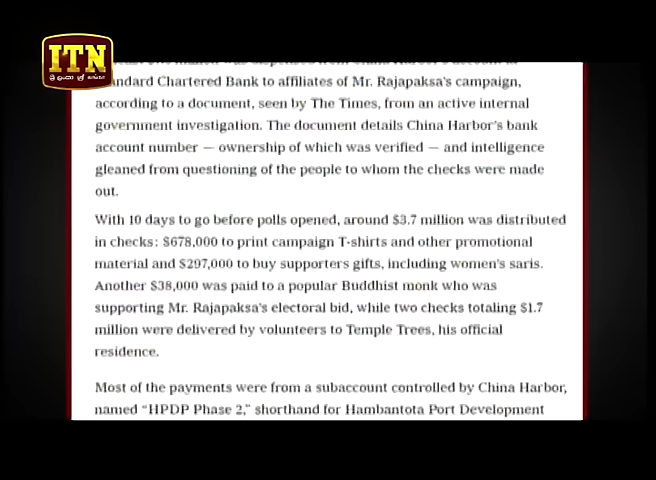 ITN
ශ්‍රී ලංකා
Standard Chartered Bank to affiliates of Mr. Rajapaksa's campaign,
according to a document, seen by The Times, from an active internal
government investigation. The document details China Harbor's bank
account number — ownership of which was verified — and intelligence
gleaned from questioning of the people to whom the checks were made
out.
With 10 days to go before polls opened, around $3.7 million was distributed
in checks: $678,000 to print campaign T-shirts and other promotional
material and $297,000 to buy supporters gifts, including women's saris.
Another $38,000 was paid to a popular Buddhist monk who was
supporting Mr. Rajapaksa's electoral bid, while two checks totaling $1.7
million were delivered by volunteers to Temple Trees, his official
residence.
Most of the payments were from a subaccount controlled by China Harbor,
named “HPDP Phase 2,” shorthand for Hambantota Port Development